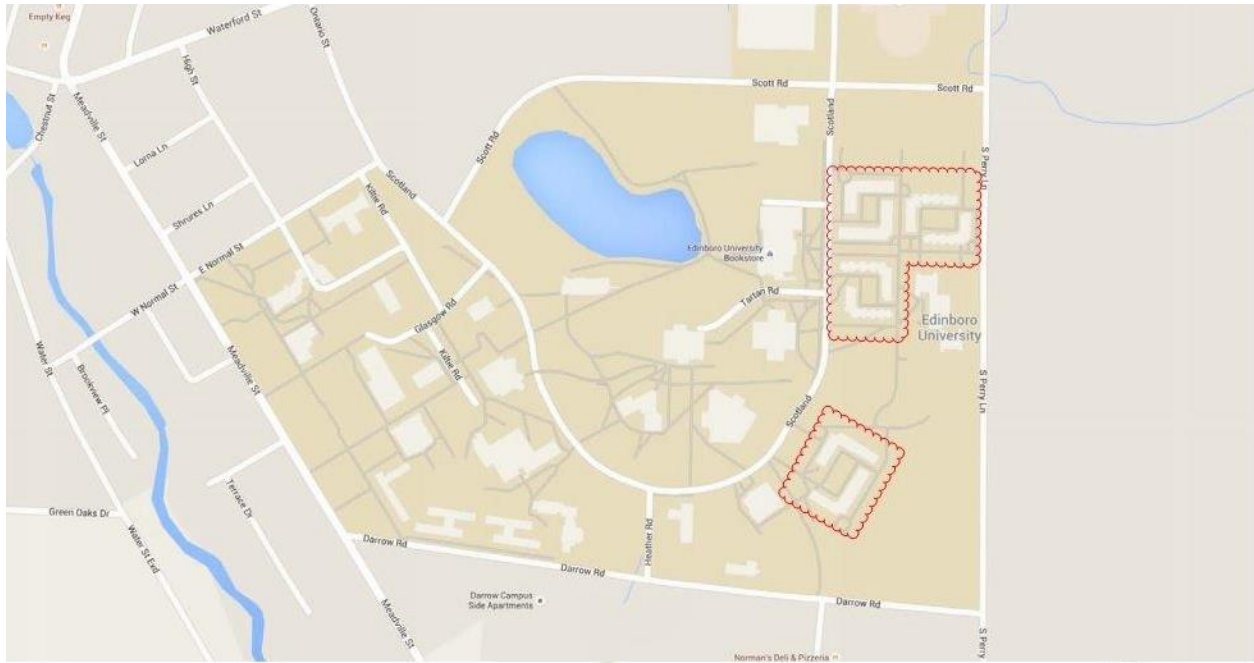 Empty Keg
Waterford St
Ontario St
High St
Chestnut St
Meadville St
Lorna Ln
Shrures Ln
E Normal St
W Normal St
Scotland
Kiltie Rd
Scott Rd
Scott Rd
Scott Rd
Scotland
S Perry Ln
Edinboro University
Bookstore
Tartan Rd
Glasgow Rd
Kiltie Rd
Edinboro
University
Water St
Brookview Pl
Meadville St
S Perry Ln
Scotland
Terrace Dr
Green Oaks Dr
Water St Exd
Darrow Rd
Heather Rd
Darrow Rd
Darrow Campus
Side Apartments
Meadville St
Darrow Rd
S Perry
Norman's Deli & Pizzeria